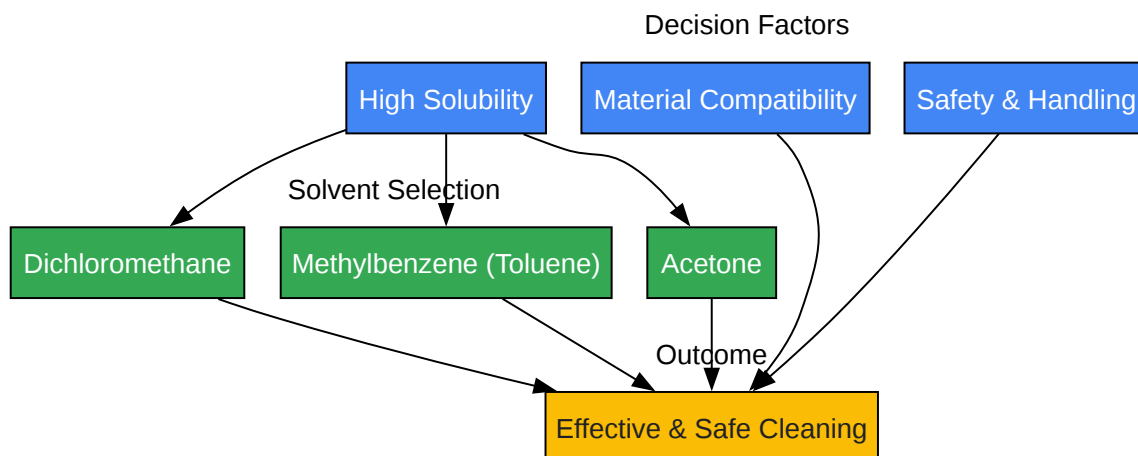 Decision Factors
High Solubility
Material Compatibility
Safety & Handling
Solvent Selection
Dichloromethane
Methylbenzene (Toluene)
Acetone
Outcome
Effective & Safe Cleaning